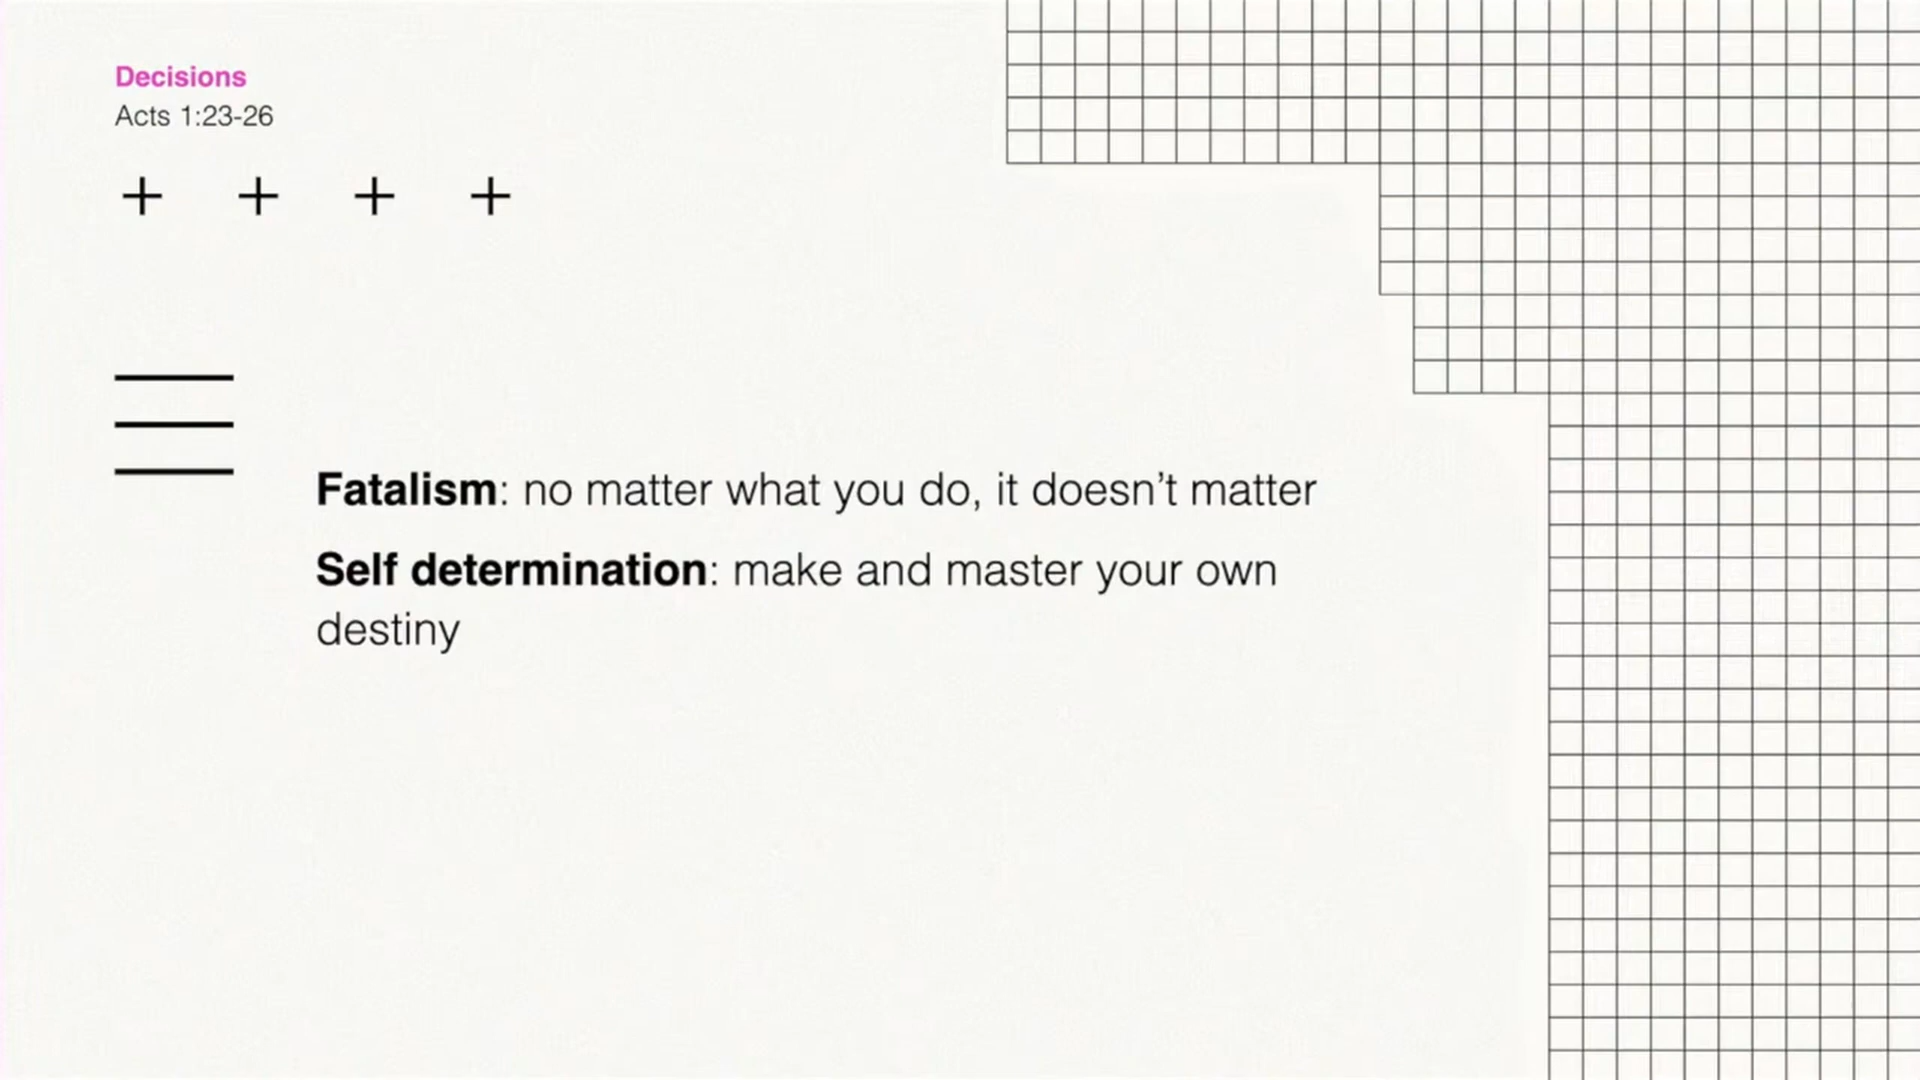 Decisions
Acts 1:23-26
+ + + +
Fatalism: no matter what you do, it doesn’t matter
Self determination: make and master your own
destiny